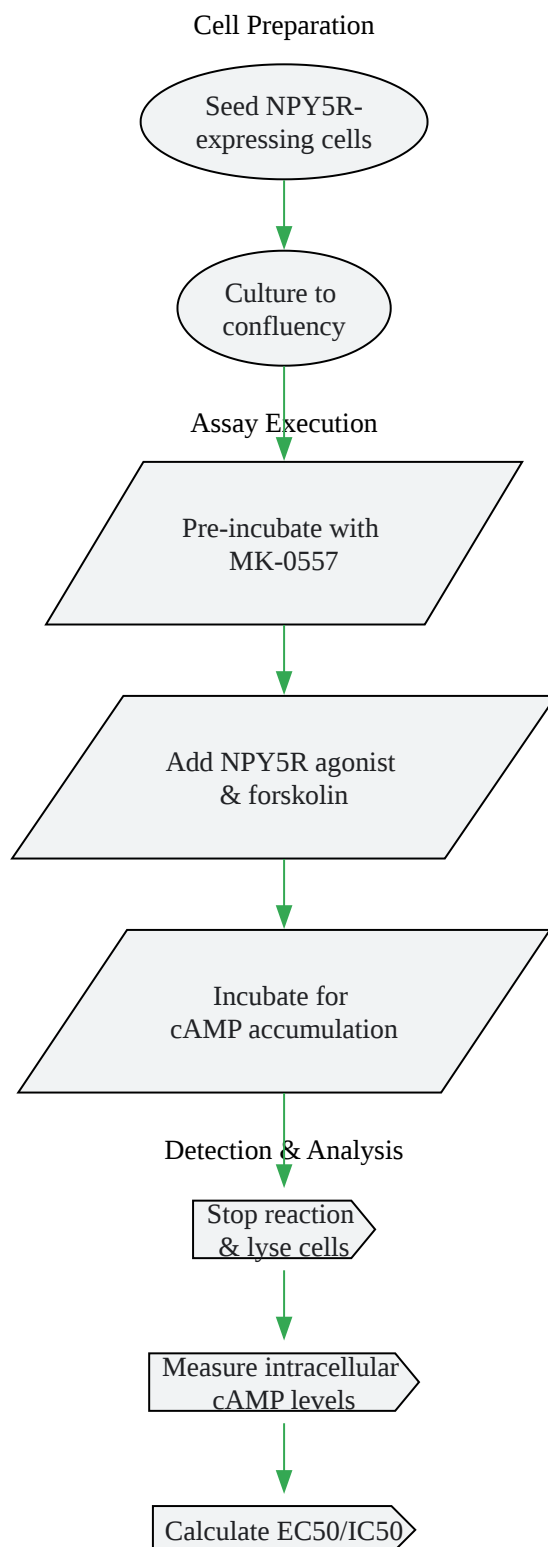 Cell Preparation
Seed NPY5R-
expressing cells
Culture to
confluency
Assay Execution
Pre-incubate with
MK-0557
Add NPY5R agonist
& forskolin
Incubate for
cAMP accumulation
Detection & Analysis
Stop reaction
& lyse cells
Measure intracellular
cAMP levels
Calculate EC50/IC50